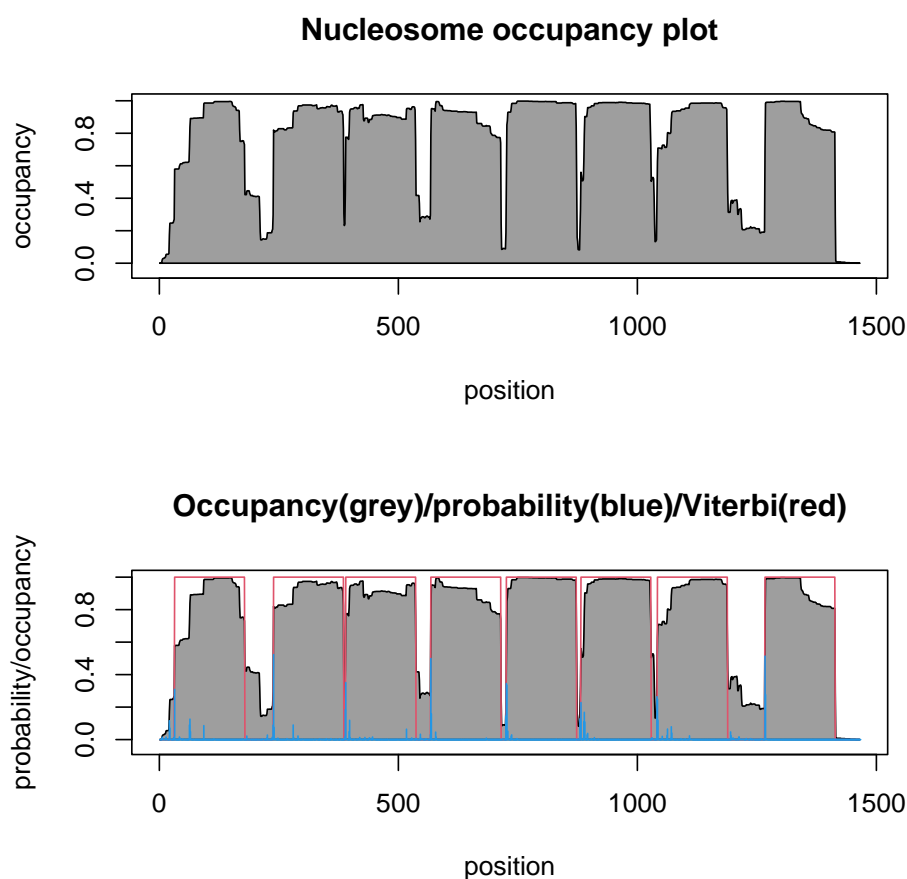 Nucleosome occupancy plot
occupancy
0.8
0.4
0.0
0 500 1000 1500
position
Occupancy(grey)/probability(blue)/Viterbi(red)
probability/occupancy
0.8
0.4
0.0
0 500 1000 1500
position